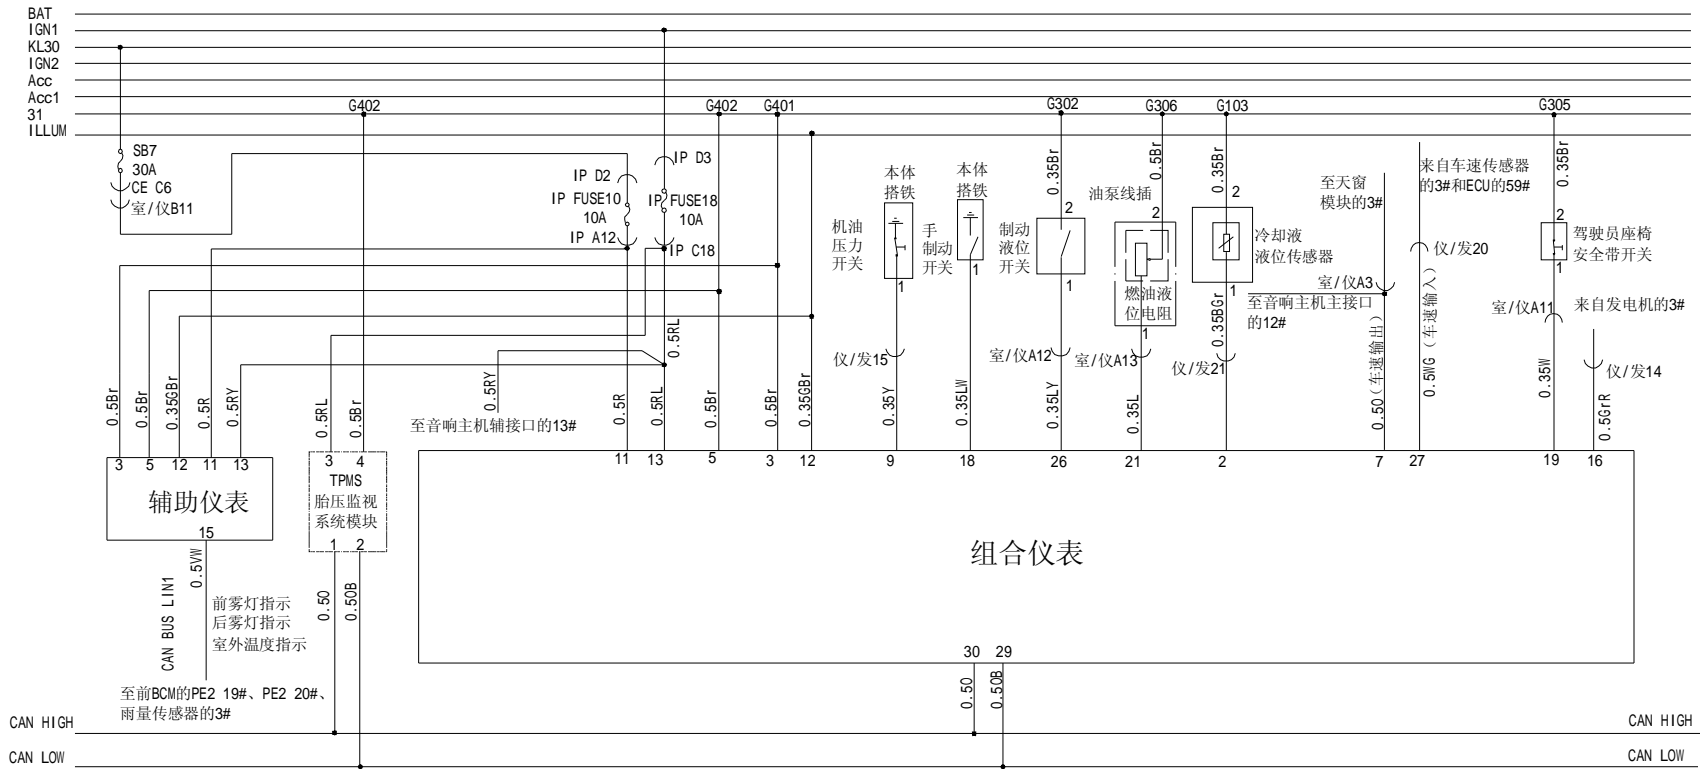 BAT
IGN1
KL30
IGN2
Acc
Acc1
31
ILLUM
G402
G402
G401
G302
G306
G103
G305
SB7
30A
CE C6
室/仪B11
IP D2
IP FUSE10
10A
IP A12
IP D3
IP FUSE18
10A
IP C18
本体
搭铁
机油
压力
开关
1
仪/发15
0.35Y
本体
搭铁
手
制动
开关
1
0.35LW
0.35Br
2
制动
液位
开关
1
室/仪A12
0.35LY
0.5Br
油泵线插
2
燃油液
位电阻
1
室/仪A13
0.35L
0.35Br
2
冷却液
液位传感器
1
0.35BGr
仪/发21
至天窗
模块的3#
室/仪A3
至音响主机主接口
的12#
0.5O（车速输出）
来自车速传感器
的3#和ECU的59#
仪/发20
0.5WG（车速输入）
0.35Br
2
驾驶员座椅
安全带开关
1
室/仪A11
0.35W
来自发电机的3#
仪/发14
0.5GrR
0.5Br
0.5Br
0.35GBr
0.5R
0.5RY
0.5RL
0.5Br
0.5RY
至音响主机辅接口的13#
0.5RL
0.5R
0.5RL
0.5Br
0.5Br
0.35GBr
3
5
12
11
13
辅助仪表
15
3
4
TPMS
胎压监视
系统模块
1
2
11
13
5
3
12
9
18
26
21
2
7
27
19
16
组合仪表
30
29
CAN BUS LIN1
0.5VW
前雾灯指示
后雾灯指示
室外温度指示
至前BCM的PE2 19#、PE2 20#、
雨量传感器的3#
0.5O
0.5OB
0.5O
0.5OB
CAN HIGH
CAN HIGH
CAN LOW
CAN LOW